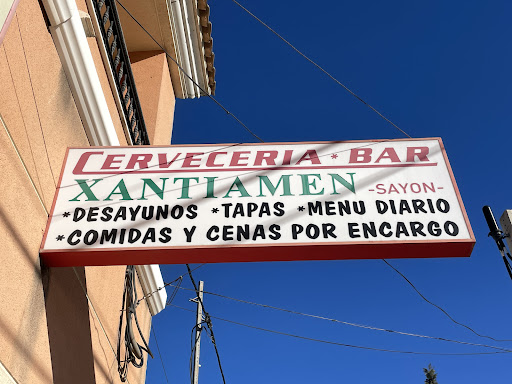 CERVECERIA * BAR
XANTIAMEN -SAYON-
*DESAYUNOS *TAPAS *MENU DIARIO
*COMIDAS Y CENAS POR ENCARGO